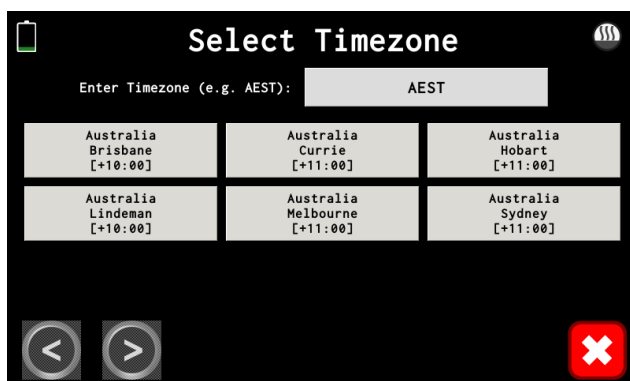 Select Timezone
Enter Timezone (e.g. AEST): AEST
Australia
Brisbane
[+10:00]
Australia
Currie
[+11:00]
Australia
Hobart
[+11:00]
Australia
Lindeman
[+10:00]
Australia
Melbourne
[+11:00]
Australia
Sydney
[+11:00]
< >